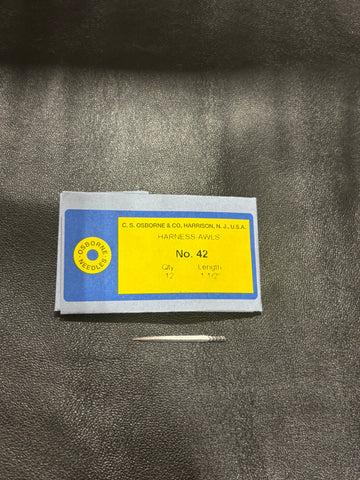 OSBORNE
NEEDLES
C. S. OSBORNE & CO, HARRISON, N. J., U.S.A.
HARNESS AWLS
No. 42
Qty Length
12 1 1/2"